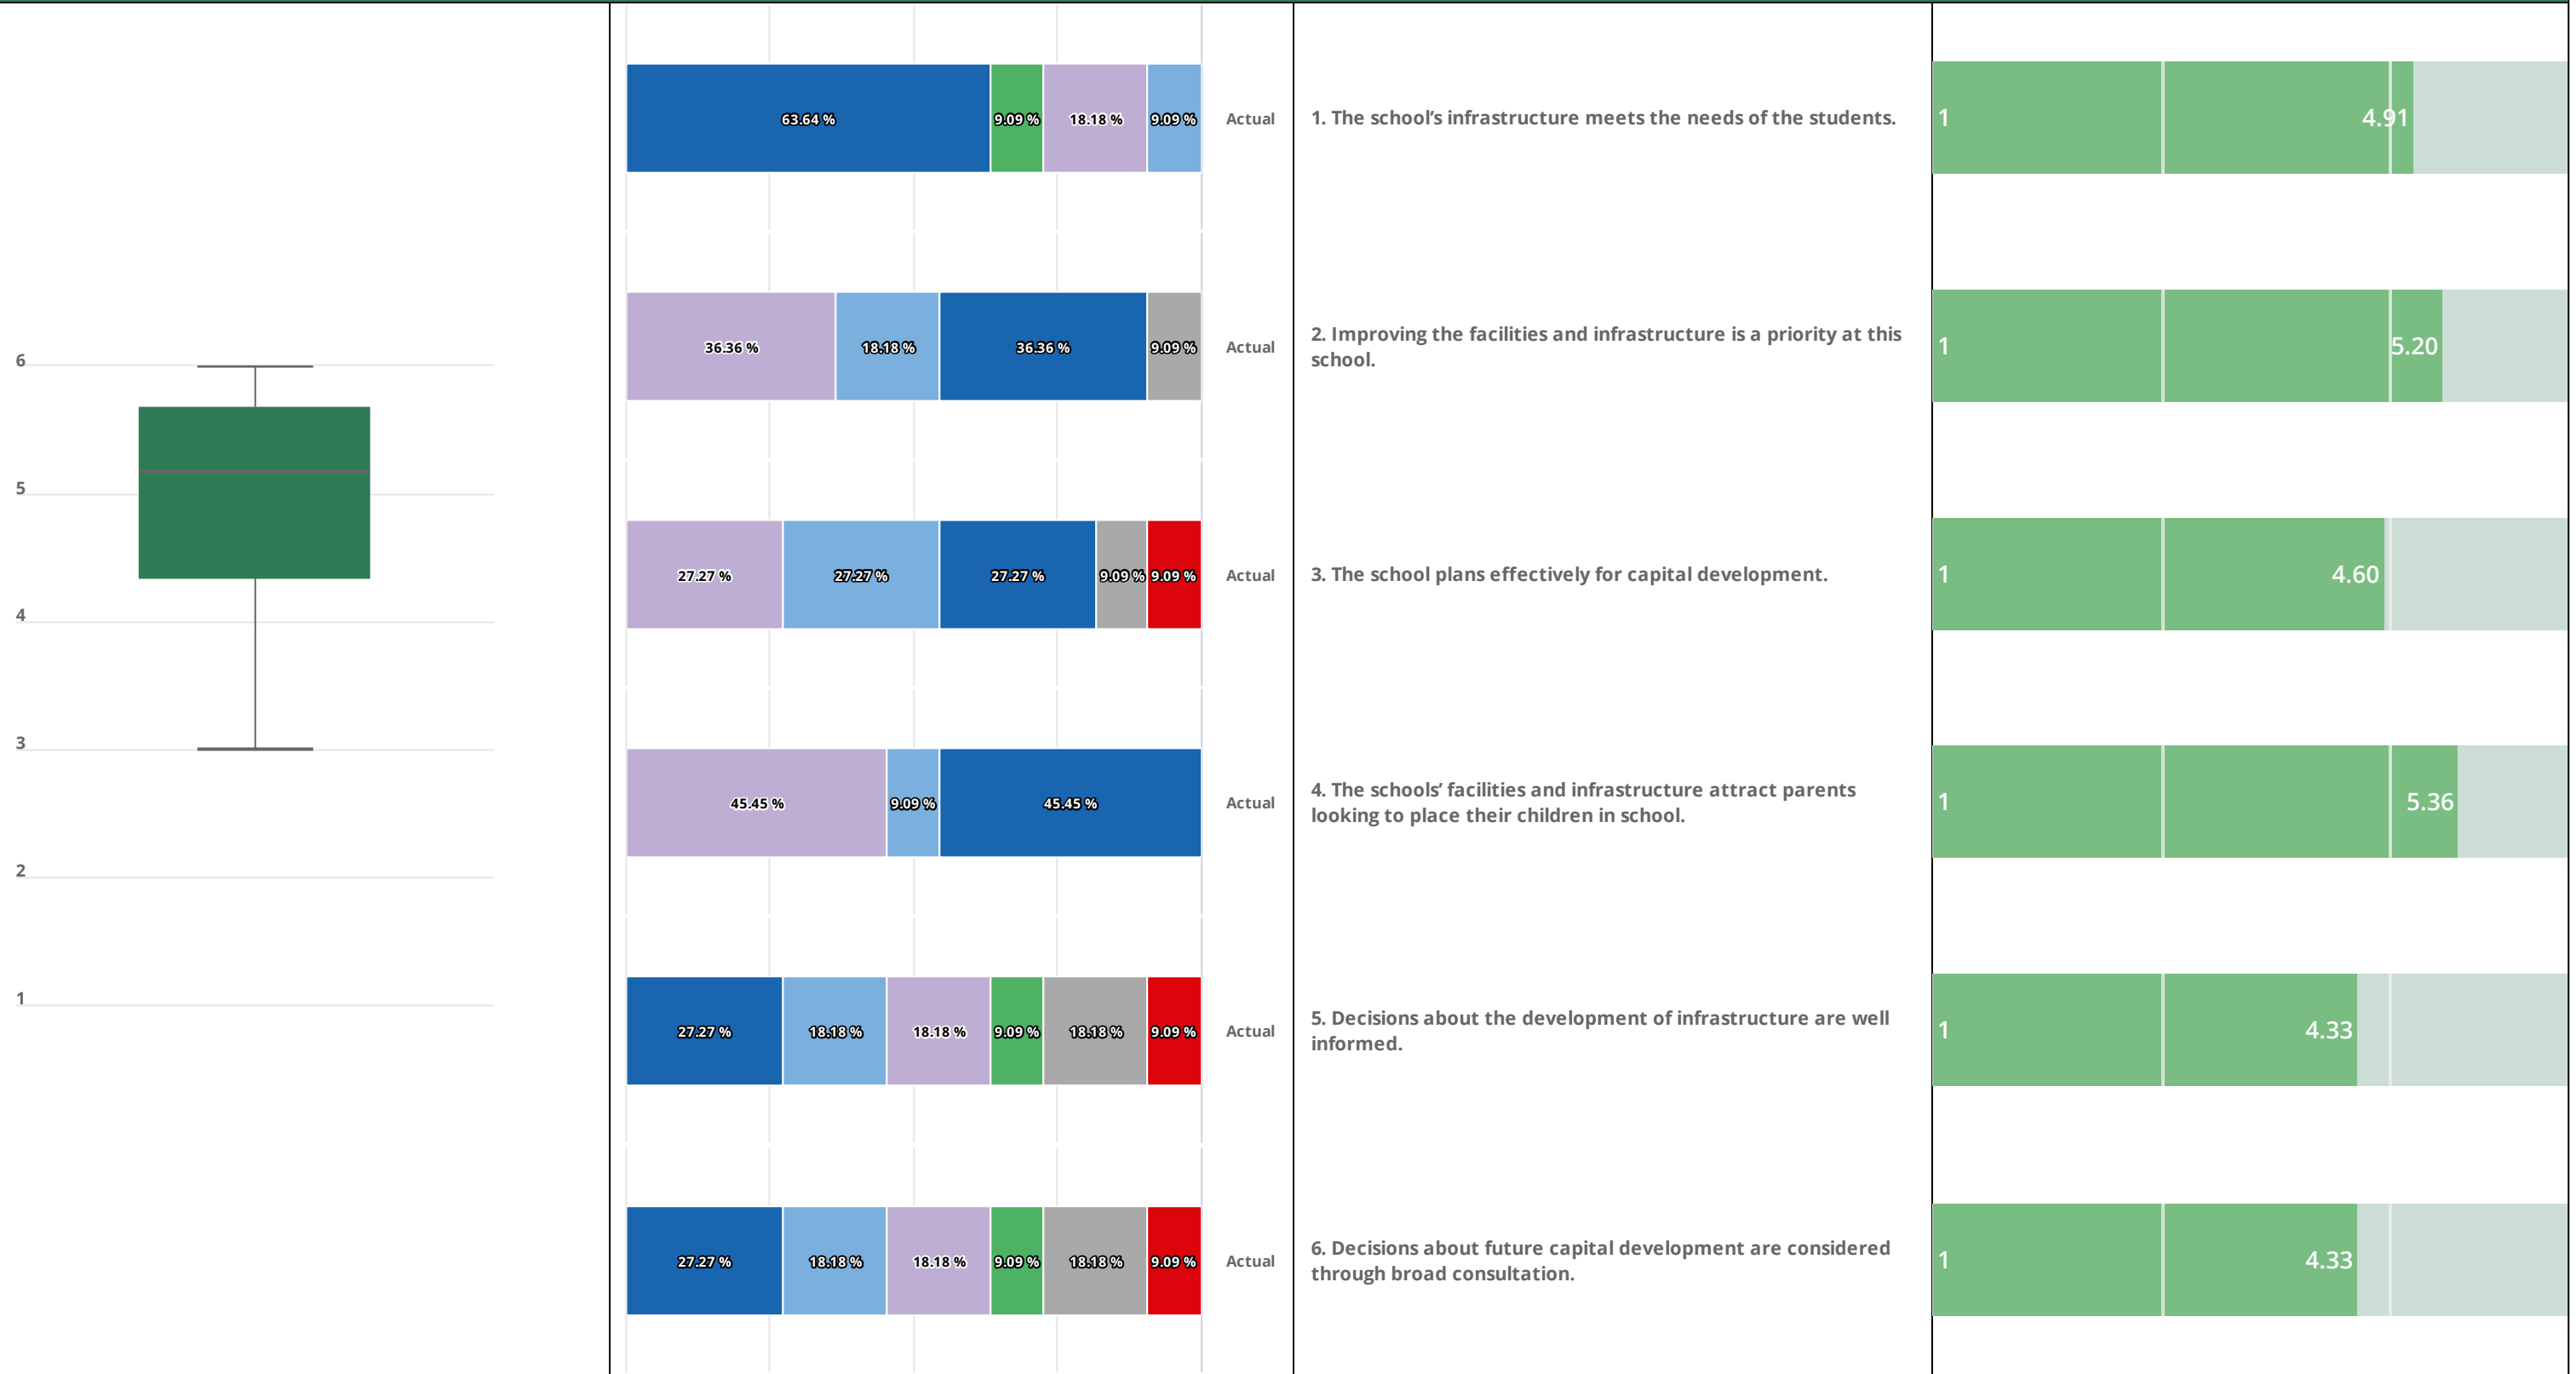 6
5
4
3
2
1
63.64 % 9.09 % 18.18 % 9.09 % Actual
1. The school’s infrastructure meets the needs of the students.
1 4.91
36.36 % 18.18 % 36.36 % 9.09 % Actual
2. Improving the facilities and infrastructure is a priority at this
school.
1 5.20
27.27 % 27.27 % 27.27 % 9.09 % 9.09 % Actual
3. The school plans effectively for capital development.
1 4.60
45.45 % 9.09 % 45.45 % Actual
4. The schools’ facilities and infrastructure attract parents
looking to place their children in school.
1 5.36
27.27 % 18.18 % 18.18 % 9.09 % 18.18 % 9.09 % Actual
5. Decisions about the development of infrastructure are well
informed.
1 4.33
27.27 % 18.18 % 18.18 % 9.09 % 18.18 % 9.09 % Actual
6. Decisions about future capital development are considered
through broad consultation.
1 4.33